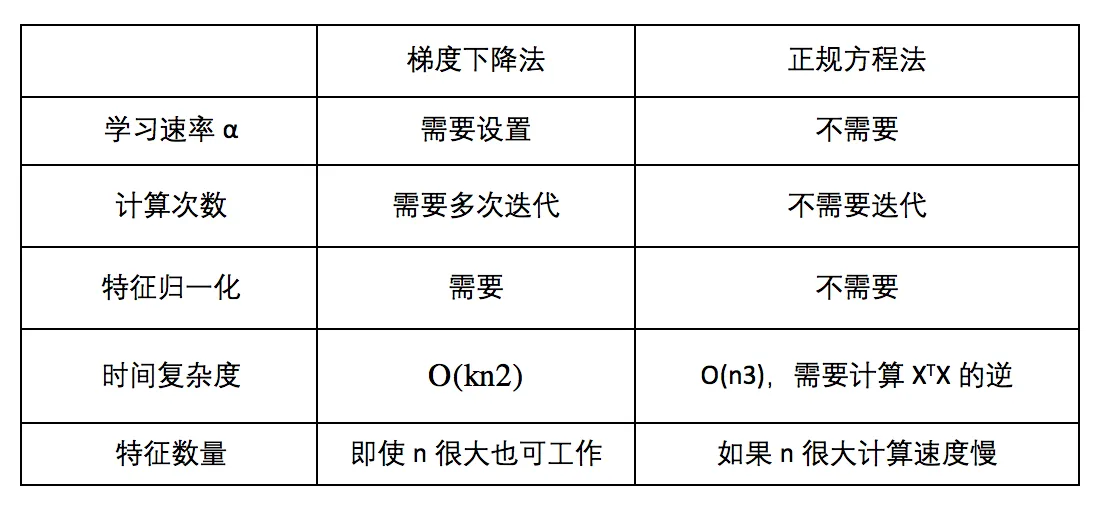 梯度下降法 正规方程法
学习速率 α 需要设置 不需要
计算次数 需要多次迭代 不需要迭代
特征归一化 需要 不需要
时间复杂度 O(kn2) O(n3)，需要计算 XᵀX 的逆
特征数量 即使 n 很大也可工作 如果 n 很大计算速度慢